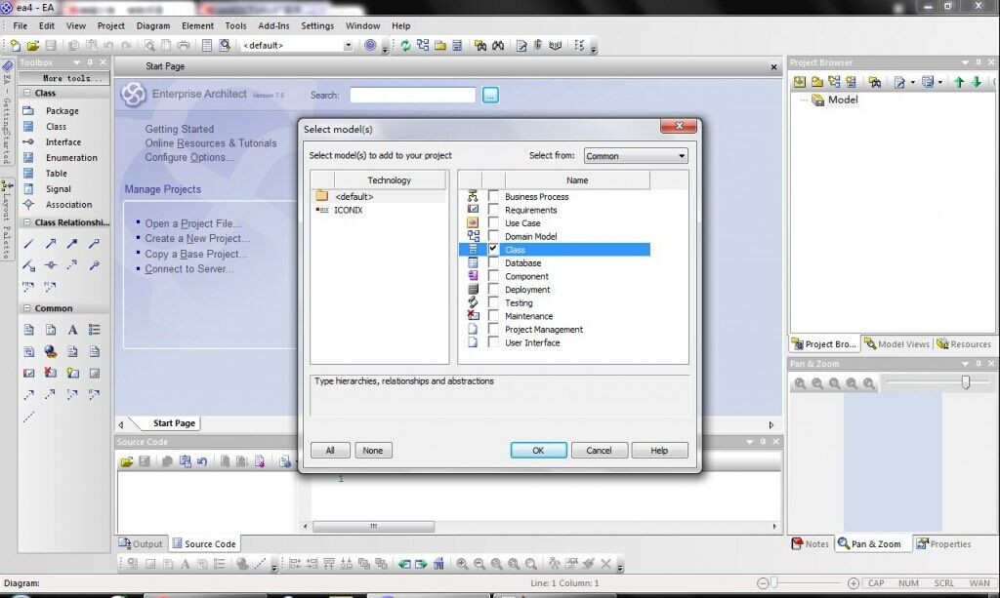 ea4 - EA
File Edit View Project Diagram Element Tools Add-Ins Settings Window Help
<default>
Toolbox
More tools...
Class
Package
Class
Interface
Enumeration
Table
Signal
Association
Class Relationshi...
Common
EA - GettingStarted
Layout Palette
Start Page
Enterprise Architect Version 7.5 Search: ...
Getting Started
Online Resources & Tutorials
Configure Options...
Manage Projects
Open a Project File...
Create a New Project...
Copy a Base Project...
Connect to Server...
Select model(s)
Select model(s) to add to your project Select from: Common
Technology
<default>
ICONIX
Name
Business Process
Requirements
Use Case
Domain Model
Class
Database
Component
Deployment
Testing
Maintenance
Project Management
User Interface
Type hierarchies, relationships and abstractions
All None OK Cancel Help
Start Page
Source Code
1
Output Source Code
Project Browser
Model
Project Bro... Model Views Resources
Pan & Zoom
Notes Pan & Zoom Properties
Diagram: Line: 1 Column: 1 CAP NUM SCRL WAN